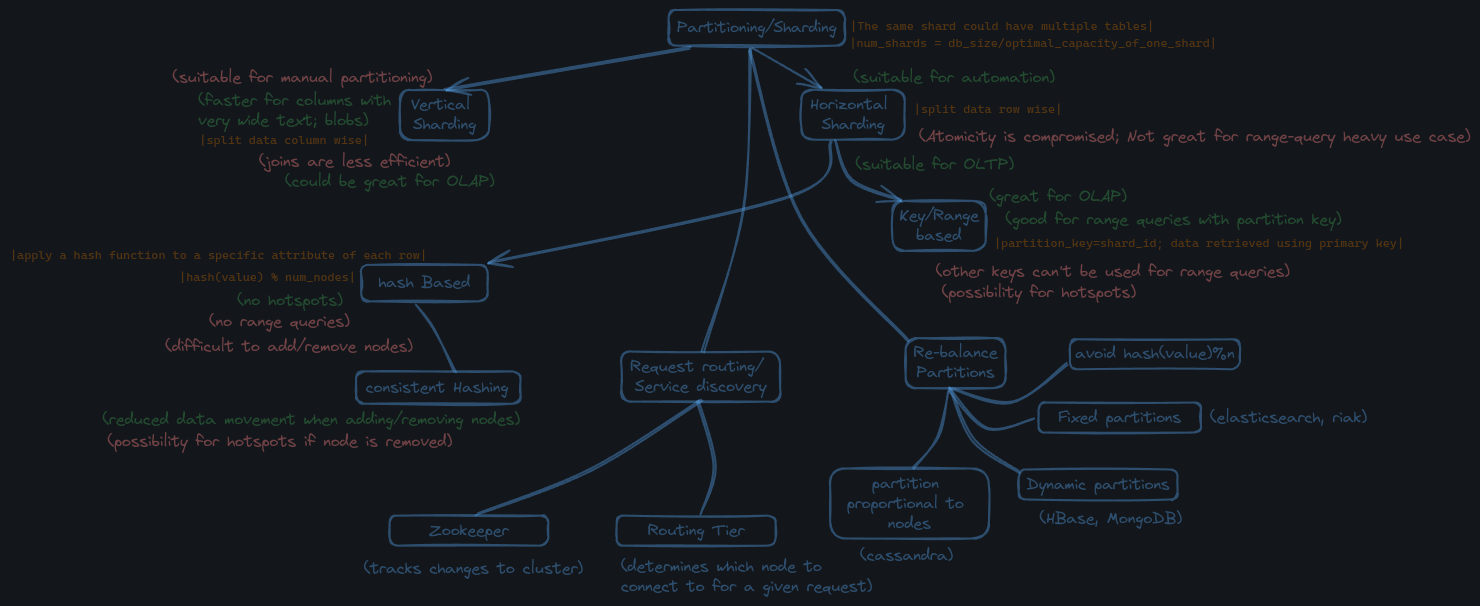 Partitioning/Sharding
|The same shard could have multiple tables|
|num_shards = db_size/optimal_capacity_of_one_shard|
(suitable for manual partitioning)
(faster for columns with
very wide text; blobs)
Vertical
Sharding
|split data column wise|
(joins are less efficient)
(could be great for OLAP)
(suitable for automation)
Horizontal
Sharding
|split data row wise|
(Atomicity is compromised; Not great for range-query heavy use case)
(suitable for OLTP)
Key/Range
based
(great for OLAP)
(good for range queries with partition key)
|partition_key=shard_id; data retrieved using primary key|
(other keys can't be used for range queries)
(possibility for hotspots)
|apply a hash function to a specific attribute of each row|
|hash(value) % num_nodes|
hash Based
(no hotspots)
(no range queries)
(difficult to add/remove nodes)
consistent Hashing
(reduced data movement when adding/removing nodes)
(possibility for hotspots if node is removed)
Request routing/
Service discovery
Zookeeper
(tracks changes to cluster)
Routing Tier
(determines which node to
connect to for a given request)
Re-balance
Partitions
avoid hash(value)%n
Fixed partitions
(elasticsearch, riak)
Dynamic partitions
(HBase, MongoDB)
partition
proportional to
nodes
(cassandra)